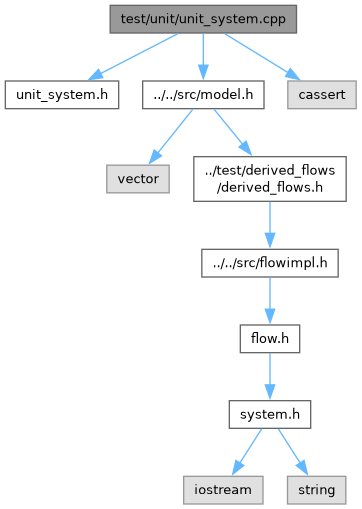 test/unit/unit_system.cpp
unit_system.h
../../src/model.h
cassert
vector
../test/derived_flows
/derived_flows.h
../../src/flowimpl.h
flow.h
system.h
iostream
string